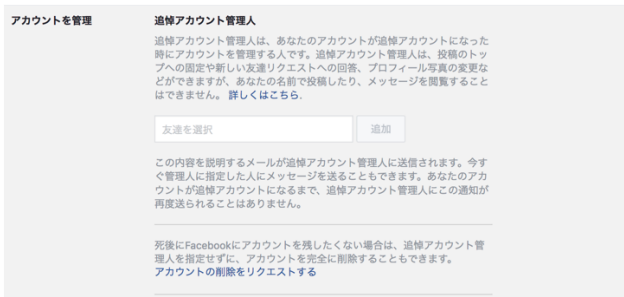 アカウントを管理
追悼アカウント管理人
追悼アカウント管理人は、あなたのアカウントが追悼アカウントになった
時にアカウントを管理する人です。追悼アカウント管理人は、投稿のトッ
プへの固定や新しい友達リクエストへの回答、プロフィール写真の変更な
どができますが、あなたの名前で投稿したり、メッセージを閲覧すること
はできません。 詳しくはこちら.
友達を選択
追加
この内容を説明するメールが追悼アカウント管理人に送信されます。今す
ぐ管理人に指定した人にメッセージを送ることもできます。あなたのアカ
ウントが追悼アカウントになるまで、追悼アカウント管理人にこの通知が
再度送られることはありません。
死後にFacebookにアカウントを残したくない場合は、追悼アカウント管
理人を指定せずに、アカウントを完全に削除することもできます。
アカウントの削除をリクエストする